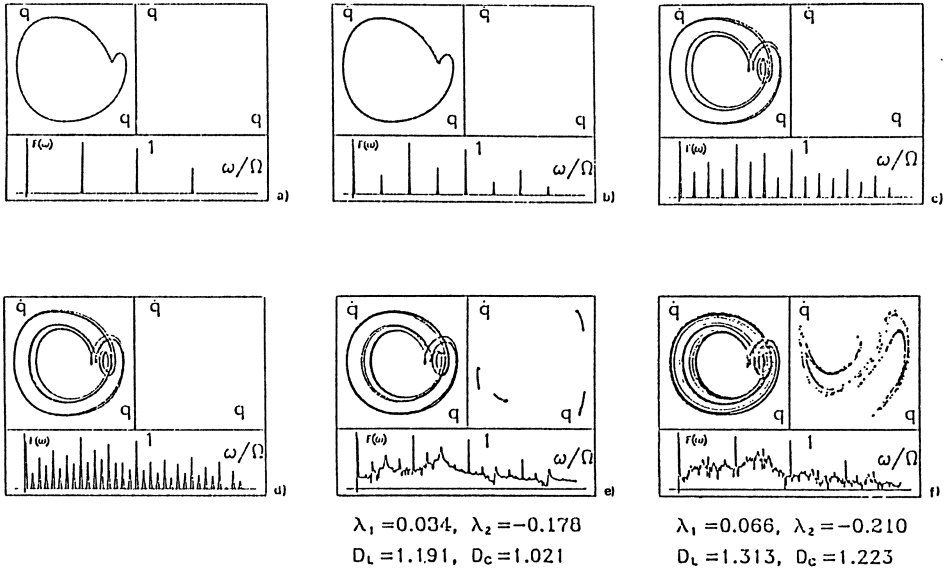 q̇ q̇
q q
F(ω) 1 ω/Ω
a)
q̇ q̇
q q
F(ω) 1 ω/Ω
b)
q̇ q̇
q q
F(ω) 1 ω/Ω
c)
q̇ q̇
q q
F(ω) 1 ω/Ω
d)
q̇ q̇
q q
F(ω) 1 ω/Ω
e)
λ₁=0.034, λ₂=−0.178
D_L=1.191, D_C=1.021
q̇ q̇
q q
F(ω) 1 ω/Ω
f)
λ₁=0.066, λ₂=−0.210
D_L=1.313, D_C=1.223